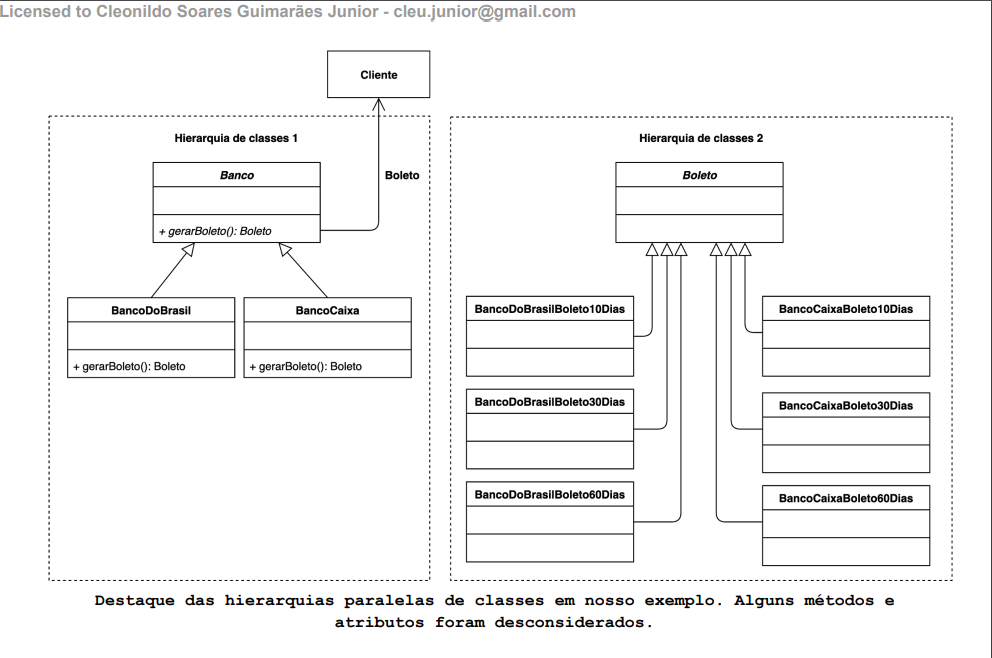 Licensed to Cleonildo Soares Guimarães Junior - cleu.junior@gmail.com
Cliente
Hierarquia de classes 1
Banco
+ gerarBoleto(): Boleto
Boleto
BancoDoBrasil
+ gerarBoleto(): Boleto
BancoCaixa
+ gerarBoleto(): Boleto
Hierarquia de classes 2
Boleto
BancoDoBrasilBoleto10Dias
BancoCaixaBoleto10Dias
BancoDoBrasilBoleto30Dias
BancoCaixaBoleto30Dias
BancoDoBrasilBoleto60Dias
BancoCaixaBoleto60Dias
Destaque das hierarquias paralelas de classes em nosso exemplo. Alguns métodos e
atributos foram desconsiderados.